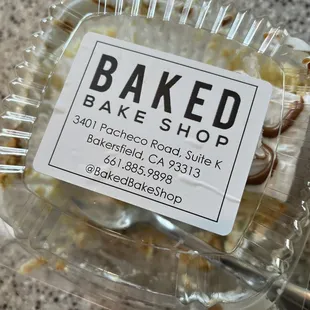 BAKED
BAKE SHOP
3401 Pacheco Road, Suite K
Bakersfield, CA 93313
661.885.9898
@BakedBakeShop